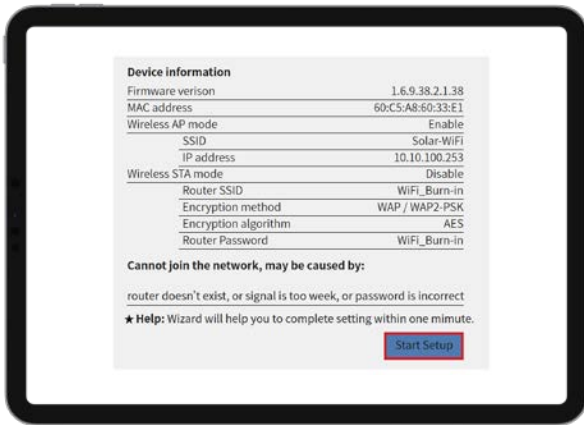 Device information
Firmware verison 1.6.9.38.2.1.38
MAC address 60:C5:A8:60:33:E1
Wireless AP mode Enable
SSID Solar-WiFi
IP address 10.10.100.253
Wireless STA mode Disable
Router SSID WiFi_Burn-in
Encryption method WAP / WAP2-PSK
Encryption algorithm AES
Router Password WiFi_Burn-in
Cannot join the network, may be caused by:
router doesn't exist, or signal is too week, or password is incorrect
★ Help: Wizard will help you to complete setting within one mimute.
Start Setup